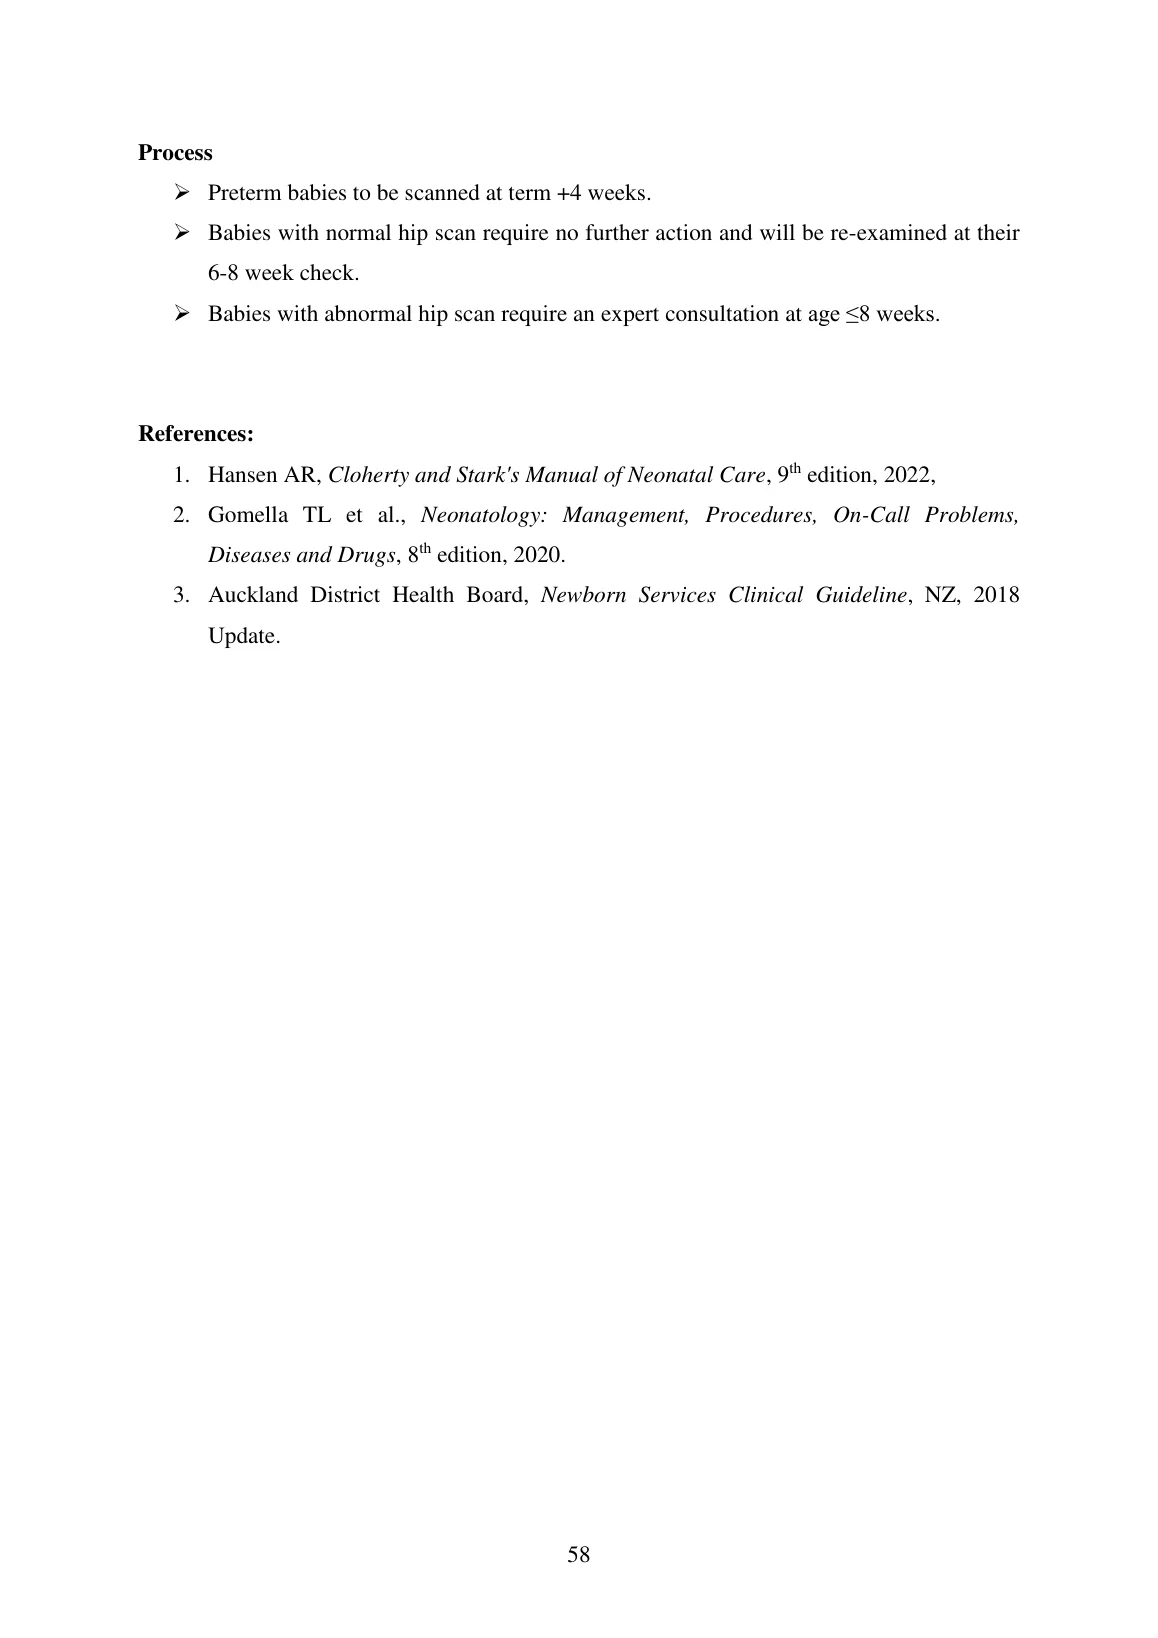 Process
➢ Preterm babies to be scanned at term +4 weeks.
➢ Babies with normal hip scan require no further action and will be re-examined at their
6-8 week check.
➢ Babies with abnormal hip scan require an expert consultation at age ≤8 weeks.
References:
1. Hansen AR, Cloherty and Stark's Manual of Neonatal Care, 9th edition, 2022,
2. Gomella TL et al., Neonatology: Management, Procedures, On-Call Problems,
Diseases and Drugs, 8th edition, 2020.
3. Auckland District Health Board, Newborn Services Clinical Guideline, NZ, 2018
Update.
58